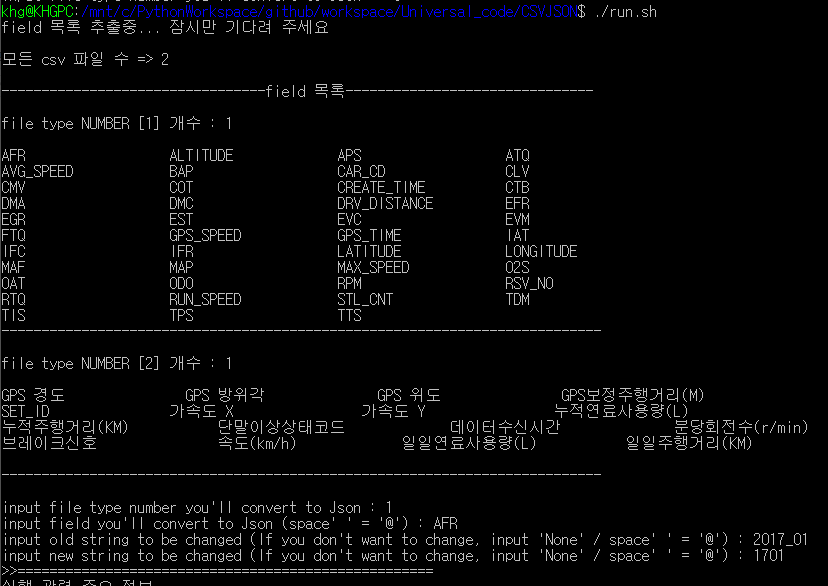 khg@KHGPC:/mnt/c/PythonWorkspace/github/workspace/Universal_code/CSVJSON$ ./run.sh
field 목록 추출중... 잠시만 기다려 주세요
모든 csv 파일 수 => 2
---------------------------------field 목록-------------------------------
file type NUMBER [1] 개수 : 1
AFR ALTITUDE APS ATQ
AVG_SPEED BAP CAR_CD CLV
CMV COT CREATE_TIME CTB
DMA DMC DRV_DISTANCE EFR
EGR EST EVC EVM
FTQ GPS_SPEED GPS_TIME IAT
IFC IFR LATITUDE LONGITUDE
MAF MAP MAX_SPEED O2S
OAT ODO RPM RSV_NO
RTQ RUN_SPEED STL_CNT TDM
TIS TPS TTS
---------------------------------------------------------------------------
file type NUMBER [2] 개수 : 1
GPS 경도 GPS 방위각 GPS 위도 GPS보정주행거리(M)
SET_ID 가속도 X 가속도 Y 누적연료사용량(L)
누적주행거리(KM) 단말이상상태코드 데이터수신시간 분당회전수(r/min)
브레이크신호 속도(km/h) 일일연료사용량(L) 일일주행거리(KM)
---------------------------------------------------------------------------
input file type number you'll convert to Json : 1
input field you'll convert to Json (space' ' = '@') : AFR
input old string to be changed (If you don't want to change, input 'None' / space' ' = '@') : 2017_01
input new string to be changed (If you don't want to change, input 'None' / space' ' = '@') : 1701
>>====================================================